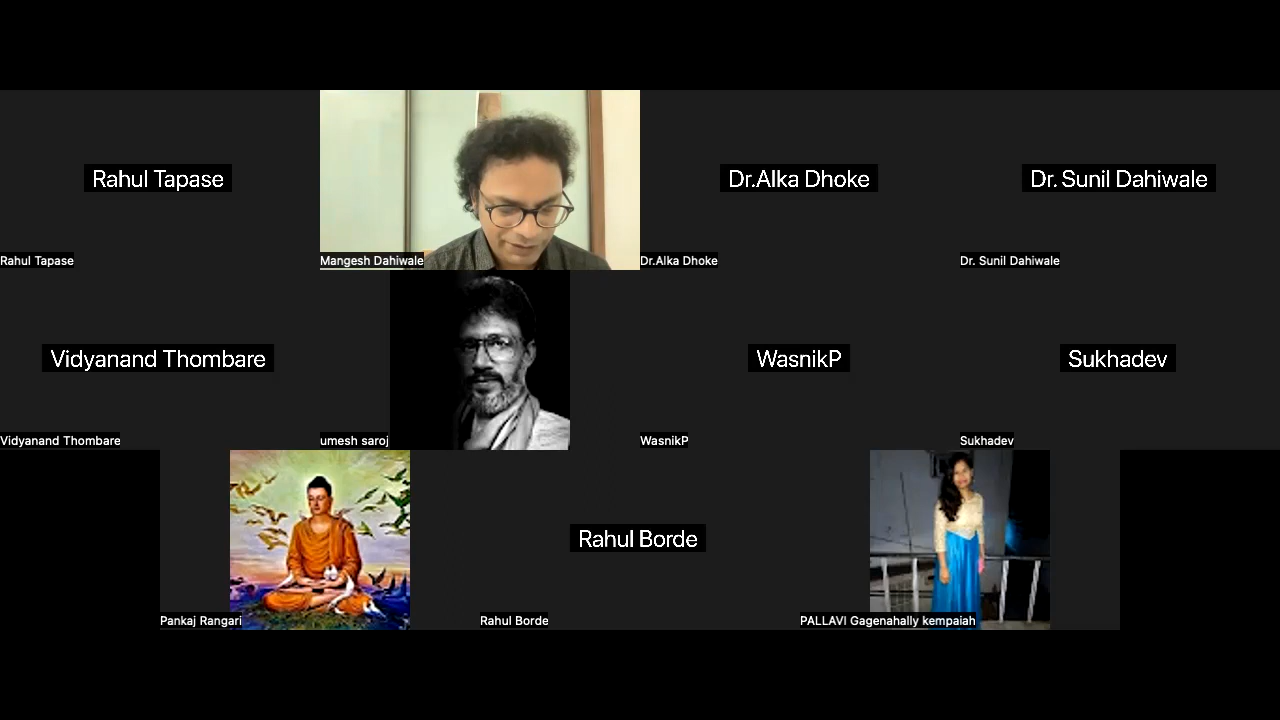 Rahul Tapase
Dr.Alka Dhoke
Dr. Sunil Dahiwale
Rahul Tapase
Mangesh Dahiwale
Dr.Alka Dhoke
Dr. Sunil Dahiwale
Vidyanand Thombare
WasnikP
Sukhadev
Vidyanand Thombare
umesh saroj
WasnikP
Sukhadev
Rahul Borde
Pankaj Rangari
Rahul Borde
PALLAVI Gagenahally kempaiah